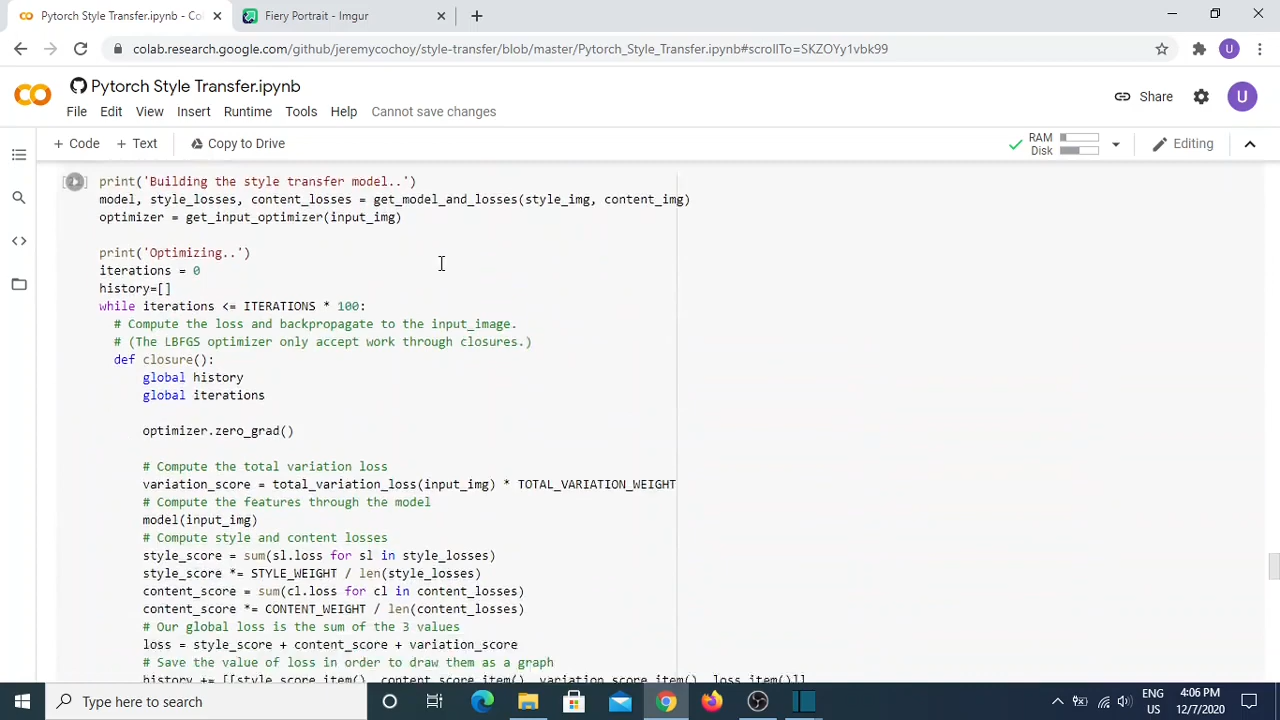 Pytorch Style Transfer.ipynb - Co
Fiery Portrait - Imgur
colab.research.google.com/github/jeremycochoy/style-transfer/blob/master/Pytorch_Style_Transfer.ipynb#scrollTo=SKZOYy1vbk99
U
Pytorch Style Transfer.ipynb
Share
U
File Edit View Insert Runtime Tools Help Cannot save changes
+ Code + Text Copy to Drive
RAM
Disk
Editing
print('Building the style transfer model..')
model, style_losses, content_losses = get_model_and_losses(style_img, content_img)
optimizer = get_input_optimizer(input_img)
print('Optimizing..')
iterations = 0
history=[]
while iterations <= ITERATIONS * 100:
# Compute the loss and backpropagate to the input_image.
# (The LBFGS optimizer only accept work through closures.)
def closure():
global history
global iterations
optimizer.zero_grad()
# Compute the total variation loss
variation_score = total_variation_loss(input_img) * TOTAL_VARIATION_WEIGHT
# Compute the features through the model
model(input_img)
# Compute style and content losses
style_score = sum(sl.loss for sl in style_losses)
style_score *= STYLE_WEIGHT / len(style_losses)
content_score = sum(cl.loss for cl in content_losses)
content_score *= CONTENT_WEIGHT / len(content_losses)
# Our global loss is the sum of the 3 values
loss = style_score + content_score + variation_score
# Save the value of loss in order to draw them as a graph
history += [[style_score.item(), content_score.item(), variation_score.item(), loss.item()]]
Type here to search
ENG
US
4:06 PM
12/7/2020